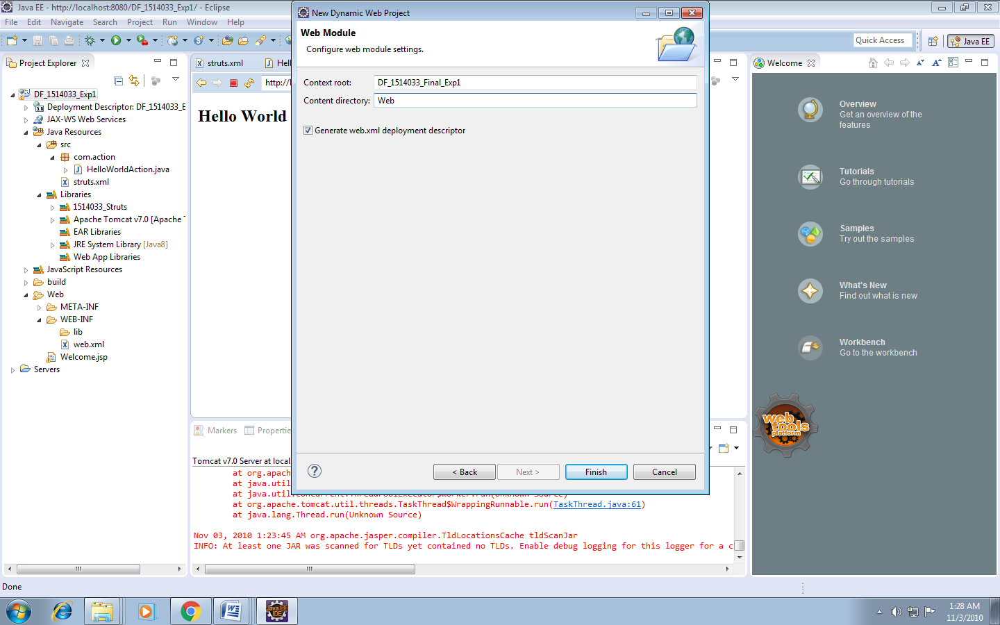 Java EE - http://localhost:8080/DF_1514033_Exp1/ - Eclipse
File Edit Navigate Search Project Run Window Help
Quick Access
Java EE
Project Explorer
DF_1514033_Exp1
Deployment Descriptor: DF_1514033_E
JAX-WS Web Services
Java Resources
src
com.action
HelloWorldAction.java
struts.xml
Libraries
1514033_Struts
Apache Tomcat v7.0 [Apache T
EAR Libraries
JRE System Library [Java8]
Web App Libraries
JavaScript Resources
build
Web
META-INF
WEB-INF
lib
web.xml
Welcome.jsp
Servers
struts.xml
Hell
http://l
Hello World
New Dynamic Web Project
Web Module
Configure web module settings.
Context root: DF_1514033_Final_Exp1
Content directory: Web
Generate web.xml deployment descriptor
< Back Next > Finish Cancel
Markers Propertie
Tomcat v7.0 Server at local
at org.apach
at java.util
at org.apache.tomcat.util.threads.TaskThread$WrappingRunnable.run(TaskThread.java:61)
at java.lang.Thread.run(Unknown Source)
Nov 03, 2010 1:23:45 AM org.apache.jasper.compiler.TldLocationsCache tldScanJar
INFO: At least one JAR was scanned for TLDs yet contained no TLDs. Enable debug logging for this logger for a c
Welcome
Overview
Get an overview of the
features
Tutorials
Go through tutorials
Samples
Try out the samples
What's New
Find out what is new
Workbench
Go to the workbench
web
tools
platform
Done
Java EE
IDE
1:28 AM
11/3/2010